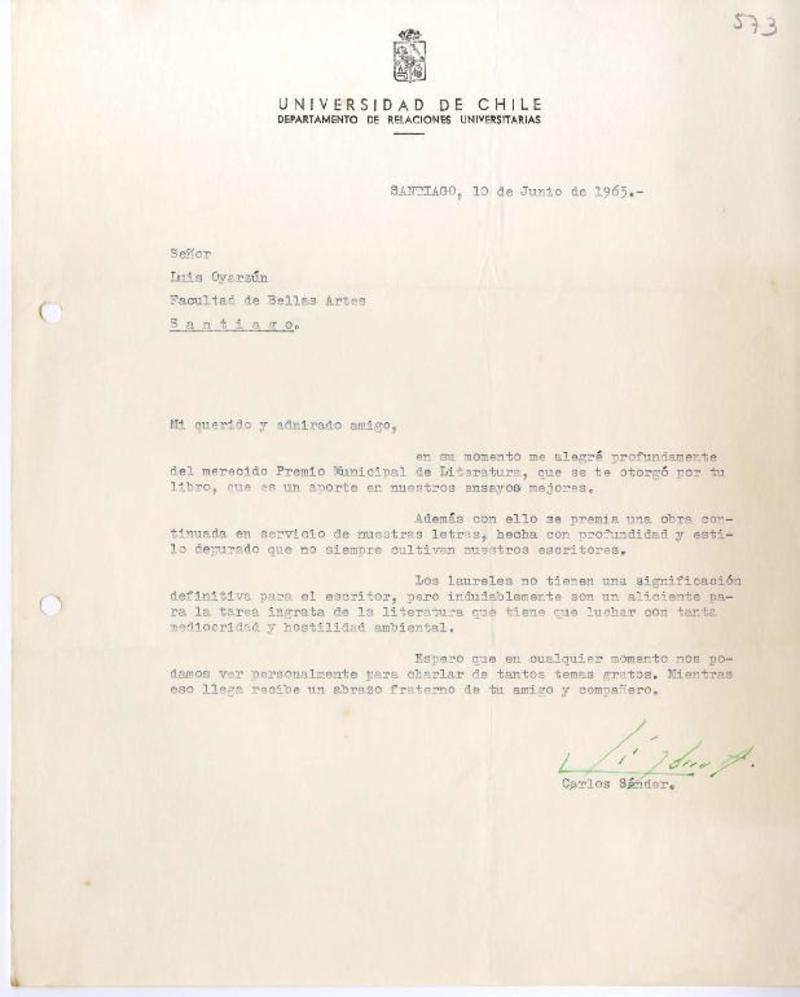 573
UNIVERSIDAD DE CHILE
DEPARTAMENTO DE RELACIONES UNIVERSITARIAS
SANTIAGO, 10 de Junio de 1965.-
Señor
Luis Oyarzún
Facultad de Bellas Artes
S a n t i a g o.
Mi querido y admirado amigo,
en su momento me alegré profundamente
del merecido Premio Municipal de Literatura, que se te otorgó por tu
libro, que es un aporte en nuestros ensayos mejores.
Además con ello se premia una obra con-
tinuada en servicio de nuestras letras, hecha con profundidad y esti-
lo depurado que no siempre cultivan nuestros escritores.
Los laureles no tienen una significación
definitiva para el escritor, pero indudablemente son un aliciente pa-
ra la tarea ingrata de la literatura que tiene que luchar con tanta
mediocridad y hostilidad ambiental.
Espero que en cualquier momento nos po-
damos ver personalmente para charlar de tantos temas gratos. Mientras
eso llega recibe un abrazo fraterno de tu amigo y compañero.
Carlos Sánder.